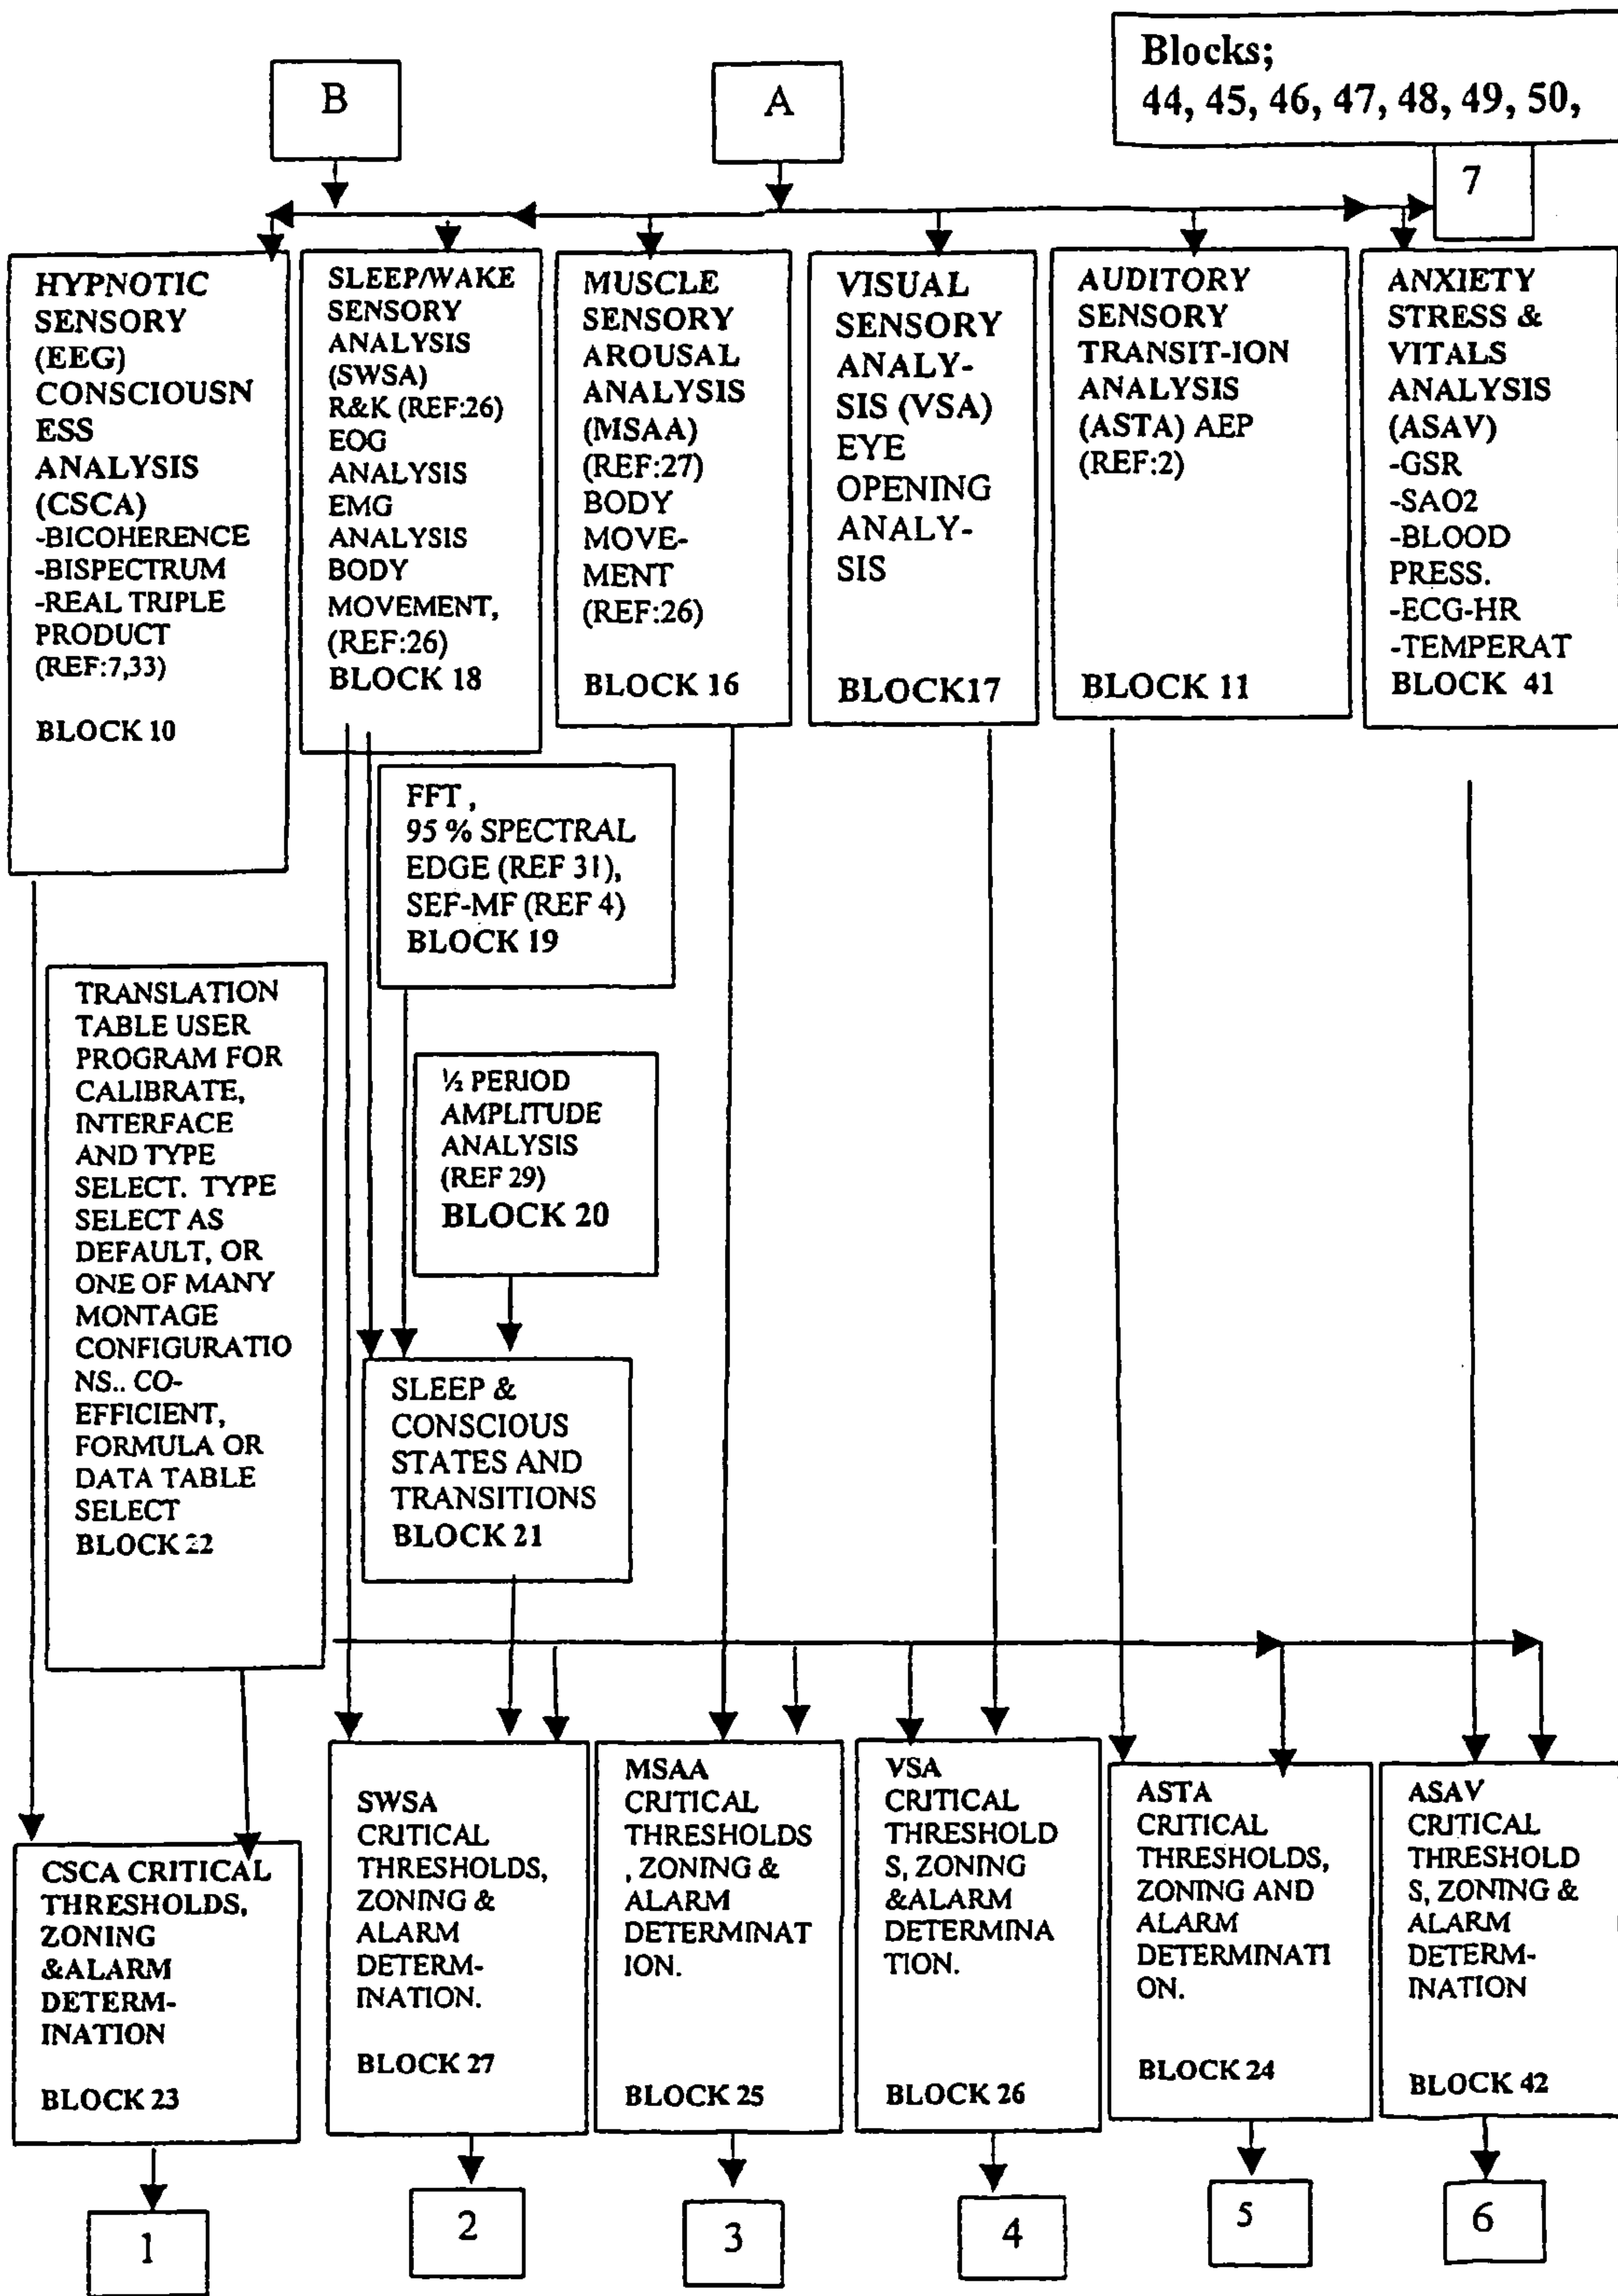 B
A
Blocks;
44, 45, 46, 47, 48, 49, 50,
7
HYPNOTIC
SENSORY
(EEG)
CONSCIOUSN
ESS
ANALYSIS
(CSCA)
-BICOHERENCE
-BISPECTRUM
-REAL TRIPLE
PRODUCT
(REF:7,33)
BLOCK 10
SLEEP/WAKE
SENSORY
ANALYSIS
(SWSA)
R&K (REF:26)
EOG
ANALYSIS
EMG
ANALYSIS
BODY
MOVEMENT,
(REF:26)
BLOCK 18
MUSCLE
SENSORY
AROUSAL
ANALYSIS
(MSAA)
(REF:27)
BODY
MOVE-
MENT
(REF:26)
BLOCK 16
VISUAL
SENSORY
ANALY-
SIS (VSA)
EYE
OPENING
ANALY-
SIS
BLOCK17
AUDITORY
SENSORY
TRANSIT-ION
ANALYSIS
(ASTA) AEP
(REF:2)
BLOCK 11
ANXIETY
STRESS &
VITALS
ANALYSIS
(ASAV)
-GSR
-SAO2
-BLOOD
PRESS.
-ECG-HR
-TEMPERAT
BLOCK 41
FFT ,
95 % SPECTRAL
EDGE (REF 31),
SEF-MF (REF 4)
BLOCK 19
TRANSLATION
TABLE USER
PROGRAM FOR
CALIBRATE,
INTERFACE
AND TYPE
SELECT. TYPE
SELECT AS
DEFAULT, OR
ONE OF MANY
MONTAGE
CONFIGURATIO
NS.. CO-
EFFICIENT,
FORMULA OR
DATA TABLE
SELECT
BLOCK 22
½ PERIOD
AMPLITUDE
ANALYSIS
(REF 29)
BLOCK 20
SLEEP &
CONSCIOUS
STATES AND
TRANSITIONS
BLOCK 21
CSCA CRITICAL
THRESHOLDS,
ZONING
&ALARM
DETERM-
INATION
BLOCK 23
SWSA
CRITICAL
THRESHOLDS,
ZONING &
ALARM
DETERM-
INATION.
BLOCK 27
MSAA
CRITICAL
THRESHOLDS
, ZONING &
ALARM
DETERMINAT
ION.
BLOCK 25
VSA
CRITICAL
THRESHOLD
S, ZONING
&ALARM
DETERMINA
TION.
BLOCK 26
ASTA
CRITICAL
THRESHOLDS,
ZONING AND
ALARM
DETERMINATI
ON.
BLOCK 24
ASAV
CRITICAL
THRESHOLD
S, ZONING &
ALARM
DETERM-
INATION
BLOCK 42
1
2
3
4
5
6